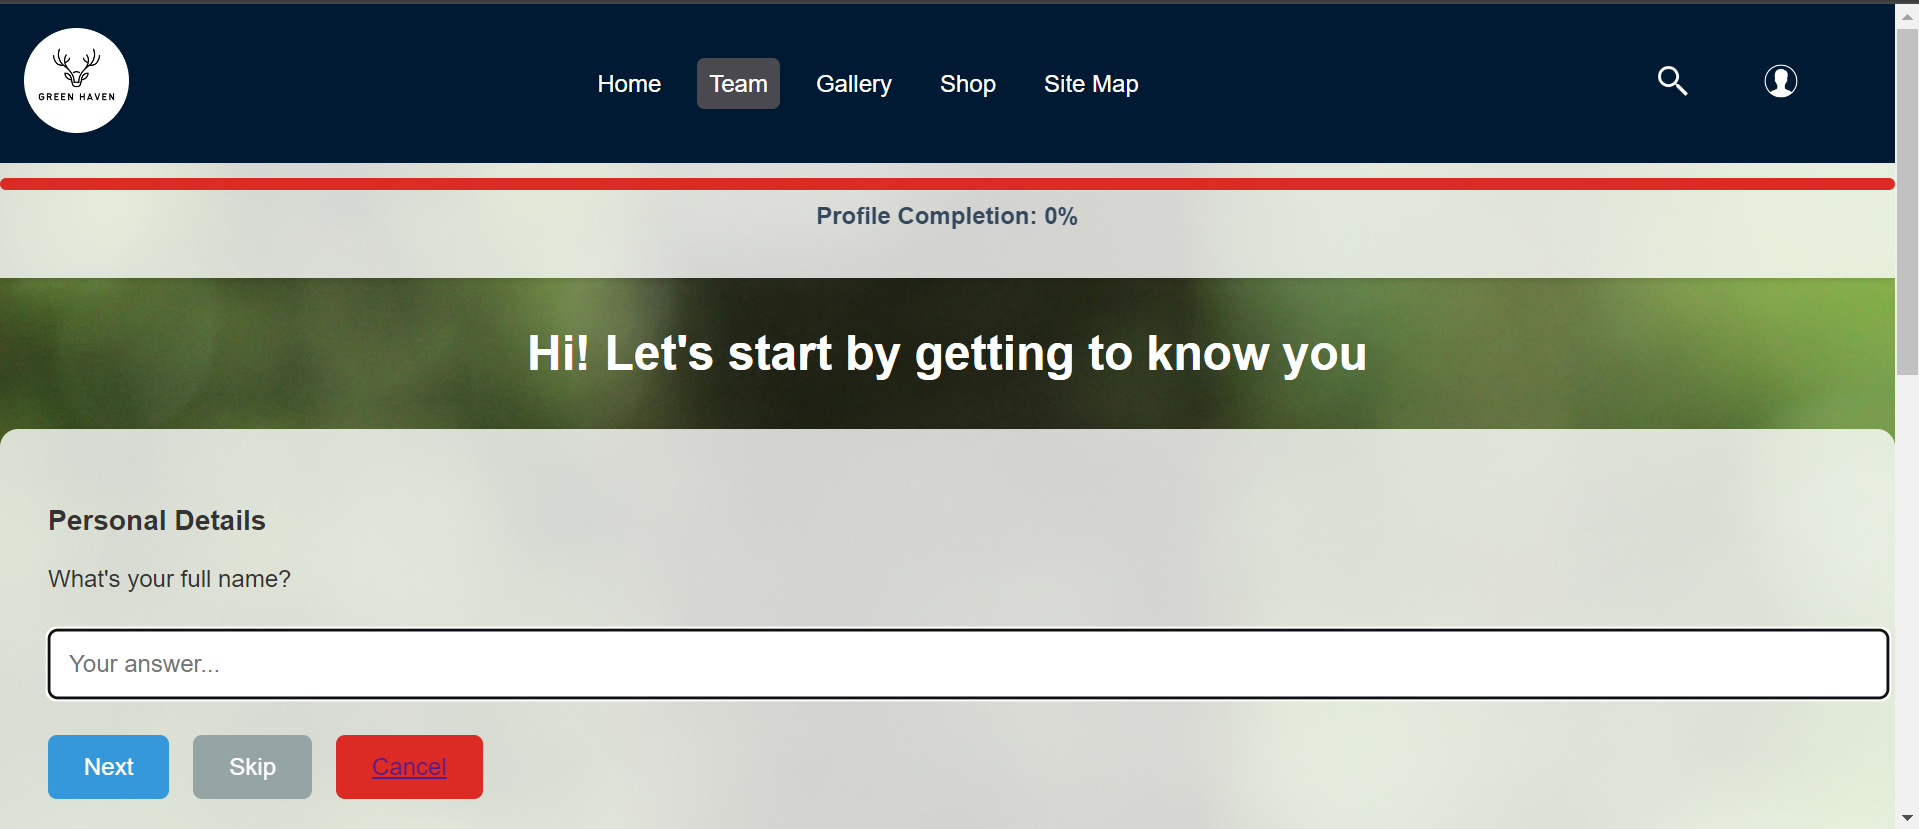 GREEN HAVEN
Home Team Gallery Shop Site Map
Profile Completion: 0%
Hi! Let's start by getting to know you
Personal Details
What's your full name?
Your answer...
Next Skip Cancel